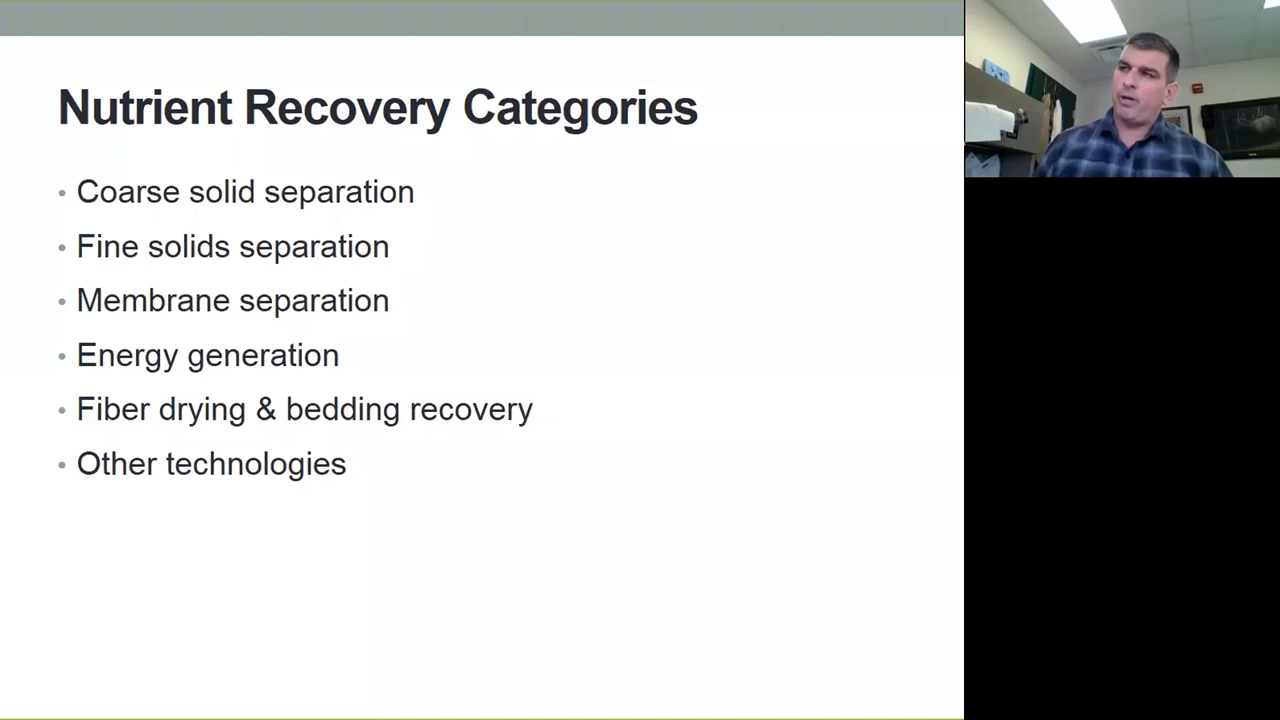 Nutrient Recovery Categories
• Coarse solid separation
• Fine solids separation
• Membrane separation
• Energy generation
• Fiber drying & bedding recovery
• Other technologies